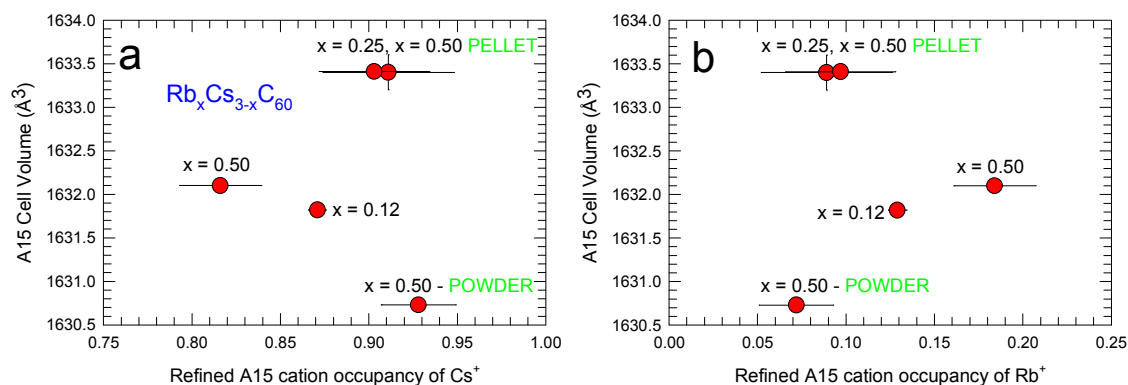 a
x = 0.25, x = 0.50 PELLET
RbxCs3-xC60
x = 0.50
x = 0.12
x = 0.50 - POWDER
A15 Cell Volume (Å3)
1634.0
1633.5
1633.0
1632.5
1632.0
1631.5
1631.0
1630.5
0.75 0.80 0.85 0.90 0.95 1.00
Refined A15 cation occupancy of Cs+
b
x = 0.25, x = 0.50 PELLET
x = 0.50
x = 0.12
x = 0.50 - POWDER
A15 Cell Volume (Å3)
1634.0
1633.5
1633.0
1632.5
1632.0
1631.5
1631.0
1630.5
0.00 0.05 0.10 0.15 0.20 0.25
Refined A15 cation occupancy of Rb+